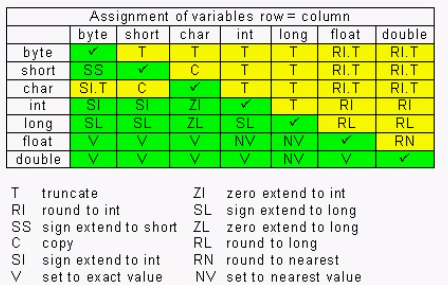 Assignment of variables row = column
byte short char int long float double
byte ✓ T T T T RI.T RI.T
short SS ✓ C T T RI.T RI.T
char SI.T C ✓ T T RI.T RI.T
int SI SI ZI ✓ T RI RI
long SL SL ZL SL ✓ RL RL
float V V V NV NV ✓ RN
double V V V V NV V ✓
T truncate ZI zero extend to int
RI round to int SL sign extend to long
SS sign extend to short ZL zero extend to long
C copy RL round to long
SI sign extend to int RN round to nearest
V set to exact value NV set to nearest value